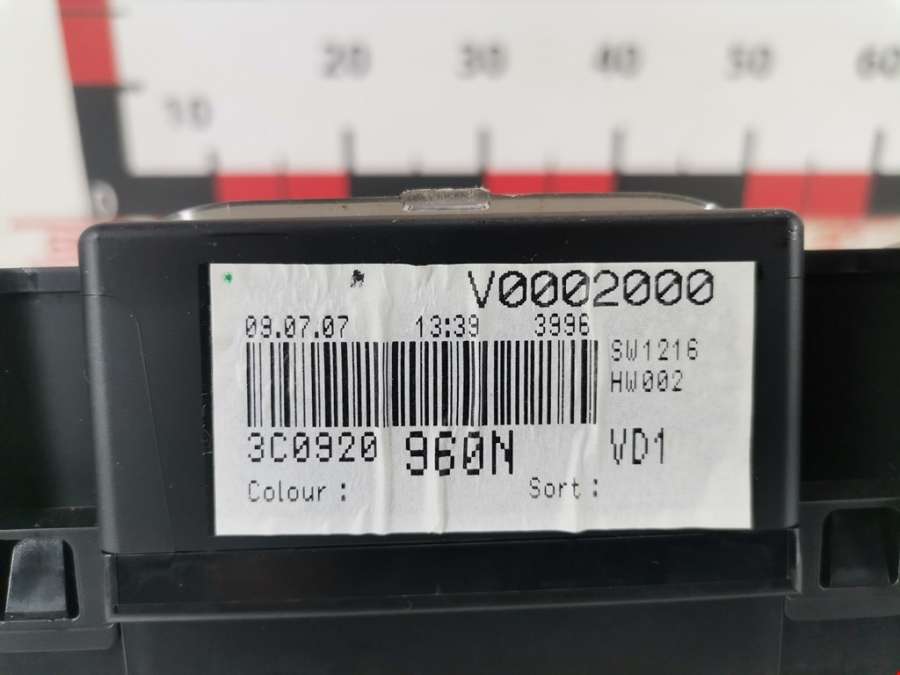 10 20 30 40 50 60
0
V0002000
09.07.07 13:39 3996
SW1216
HW002
3C0920 960N VD1
Colour : Sort :